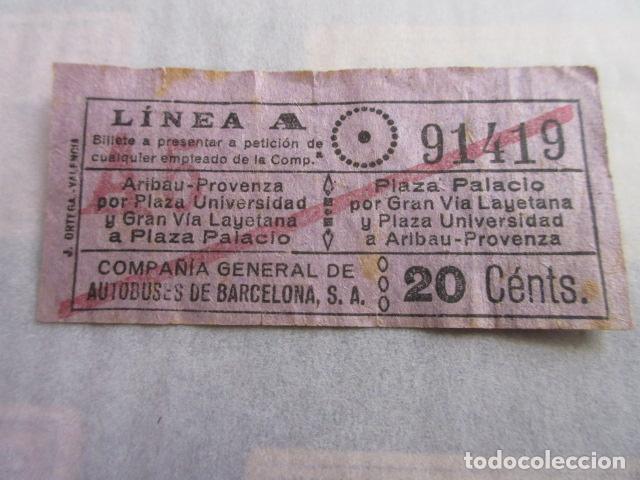 LÍNEA A
Billete a presentar a petición de
cualquier empleado de la Comp.ª
91419
J. ORTEGA.-VALENCIA
Aribau-Provenza
por Plaza Universidad
y Gran Vía Layetana
a Plaza Palacio
Plaza Palacio
por Gran Vía Layetana
y Plaza Universidad
a Aribau-Provenza
COMPAÑÍA GENERAL DE
AUTOBUSES DE BARCELONA, S. A.
20 Cénts.
todocoleccion.net